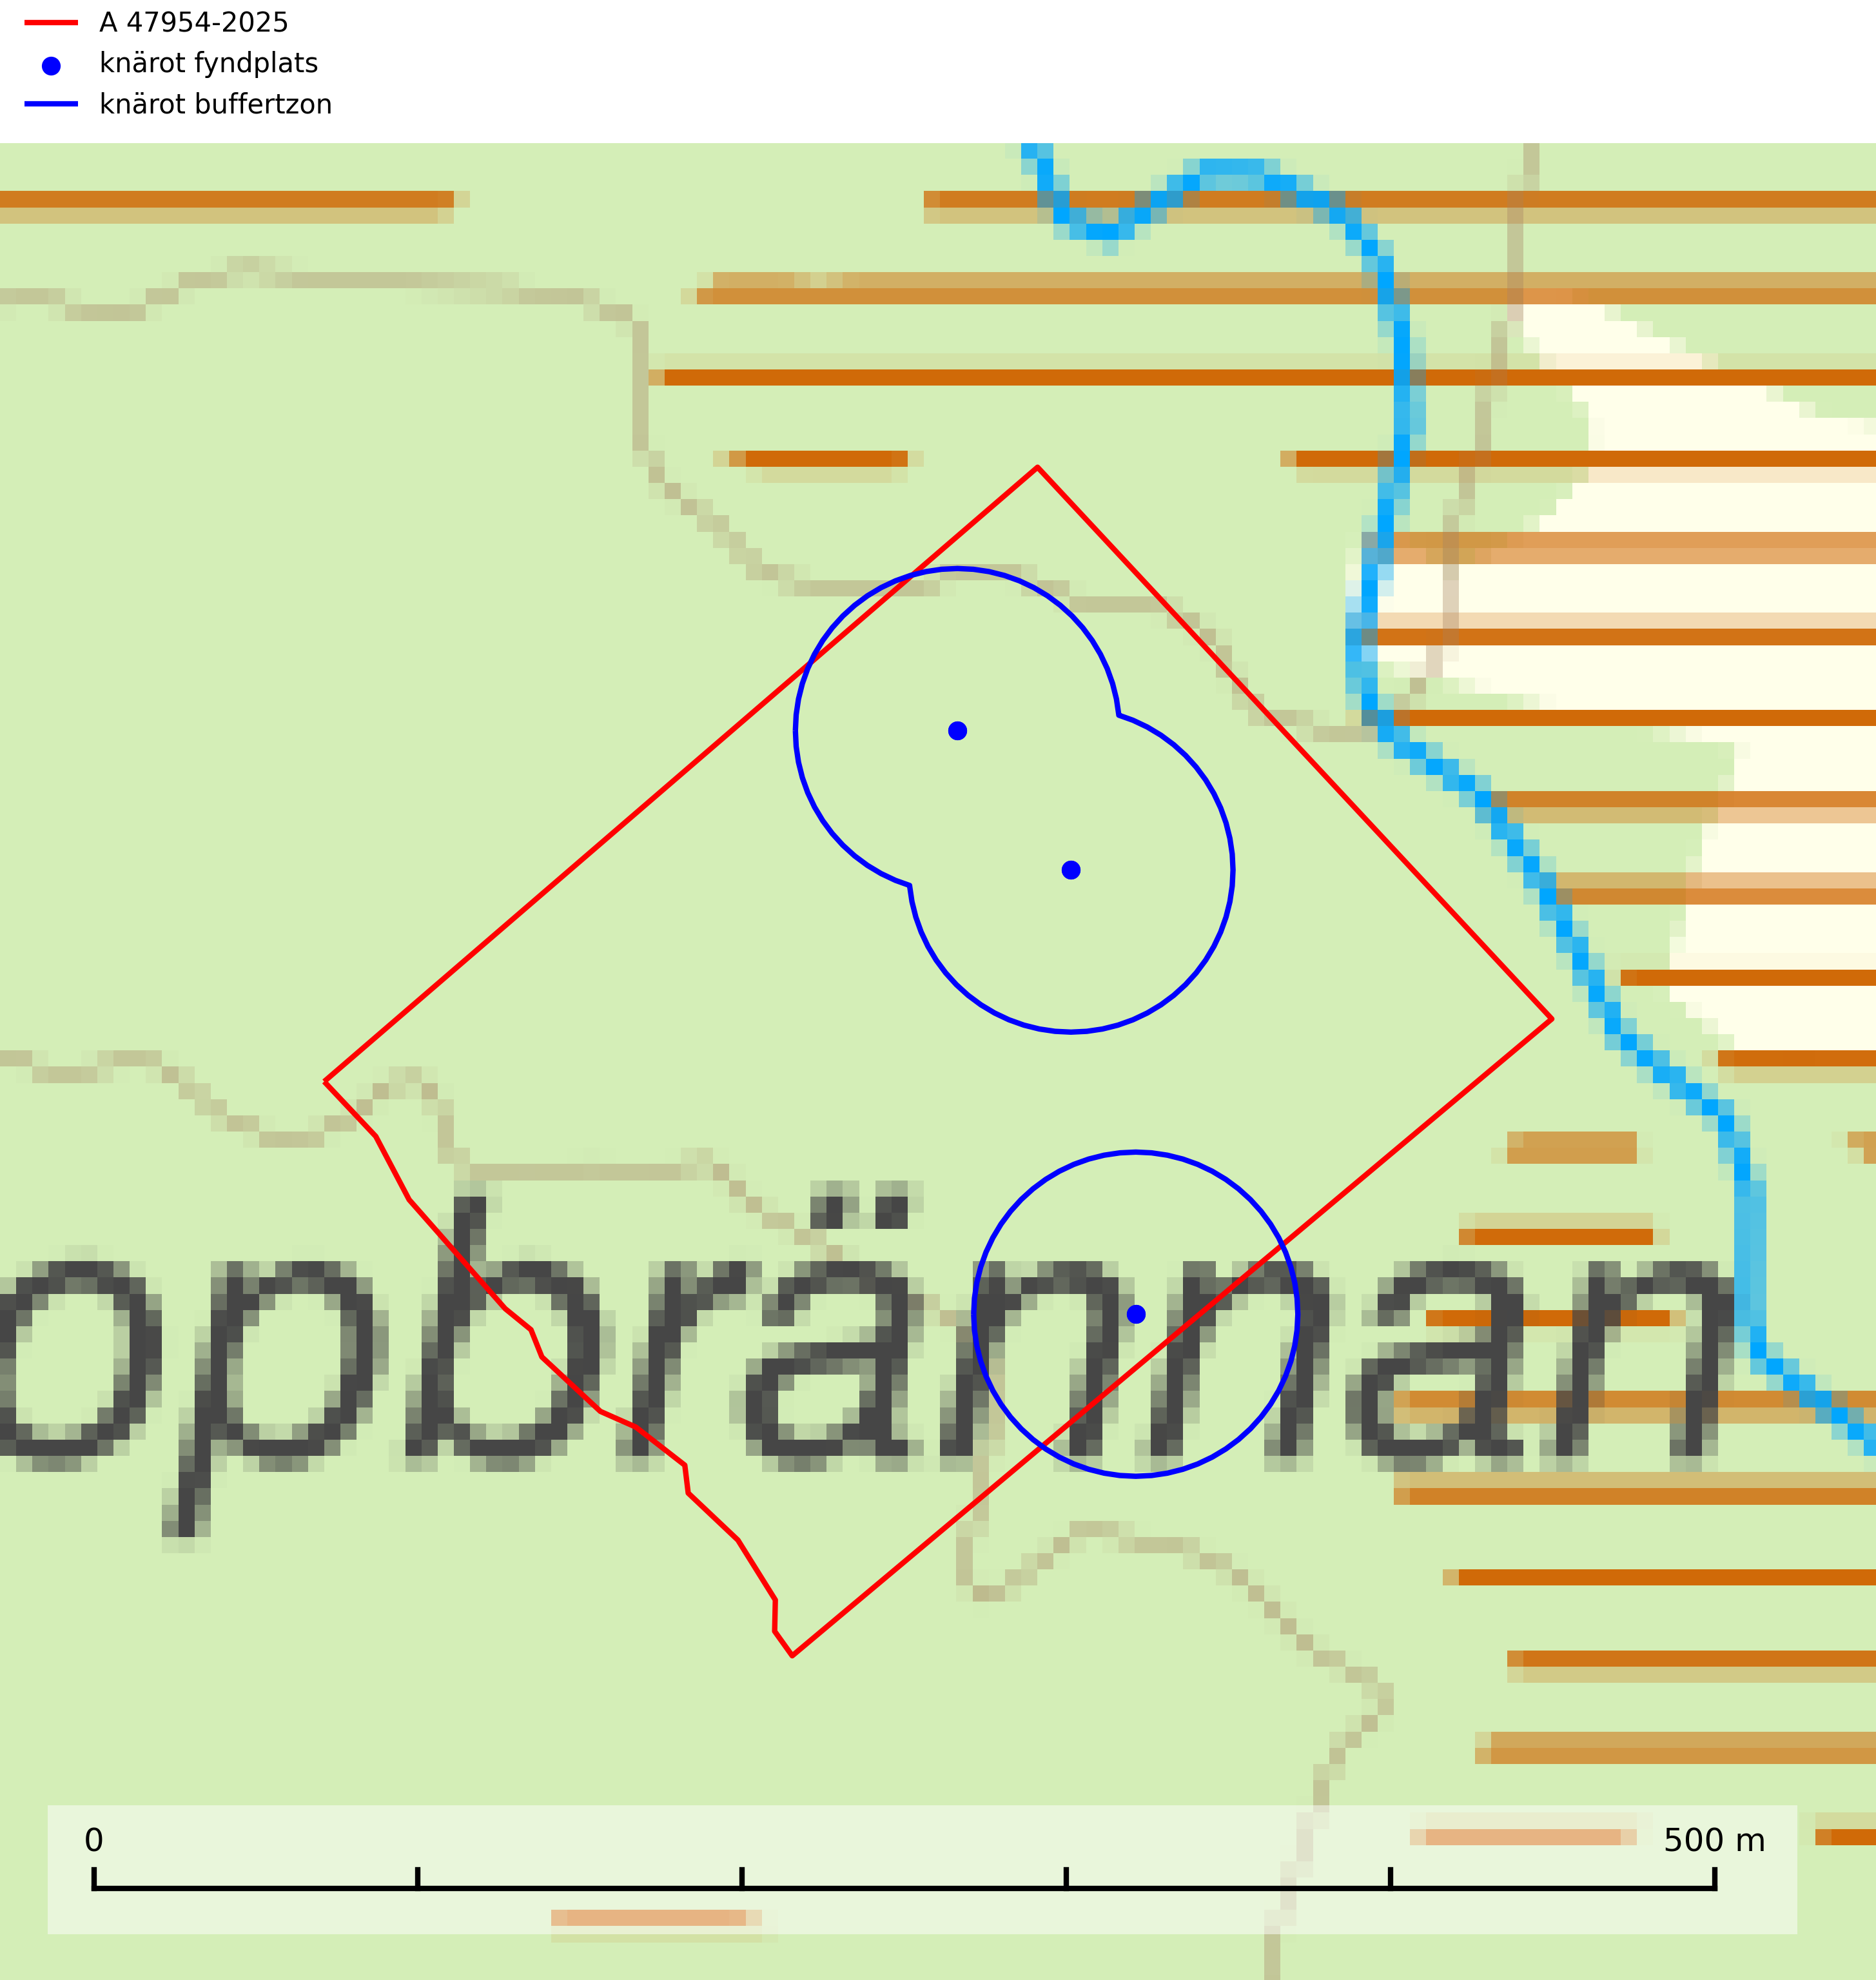 A 47954-2025
knärot fyndplats
knärot buffertzon
opbrännan
0 500 m